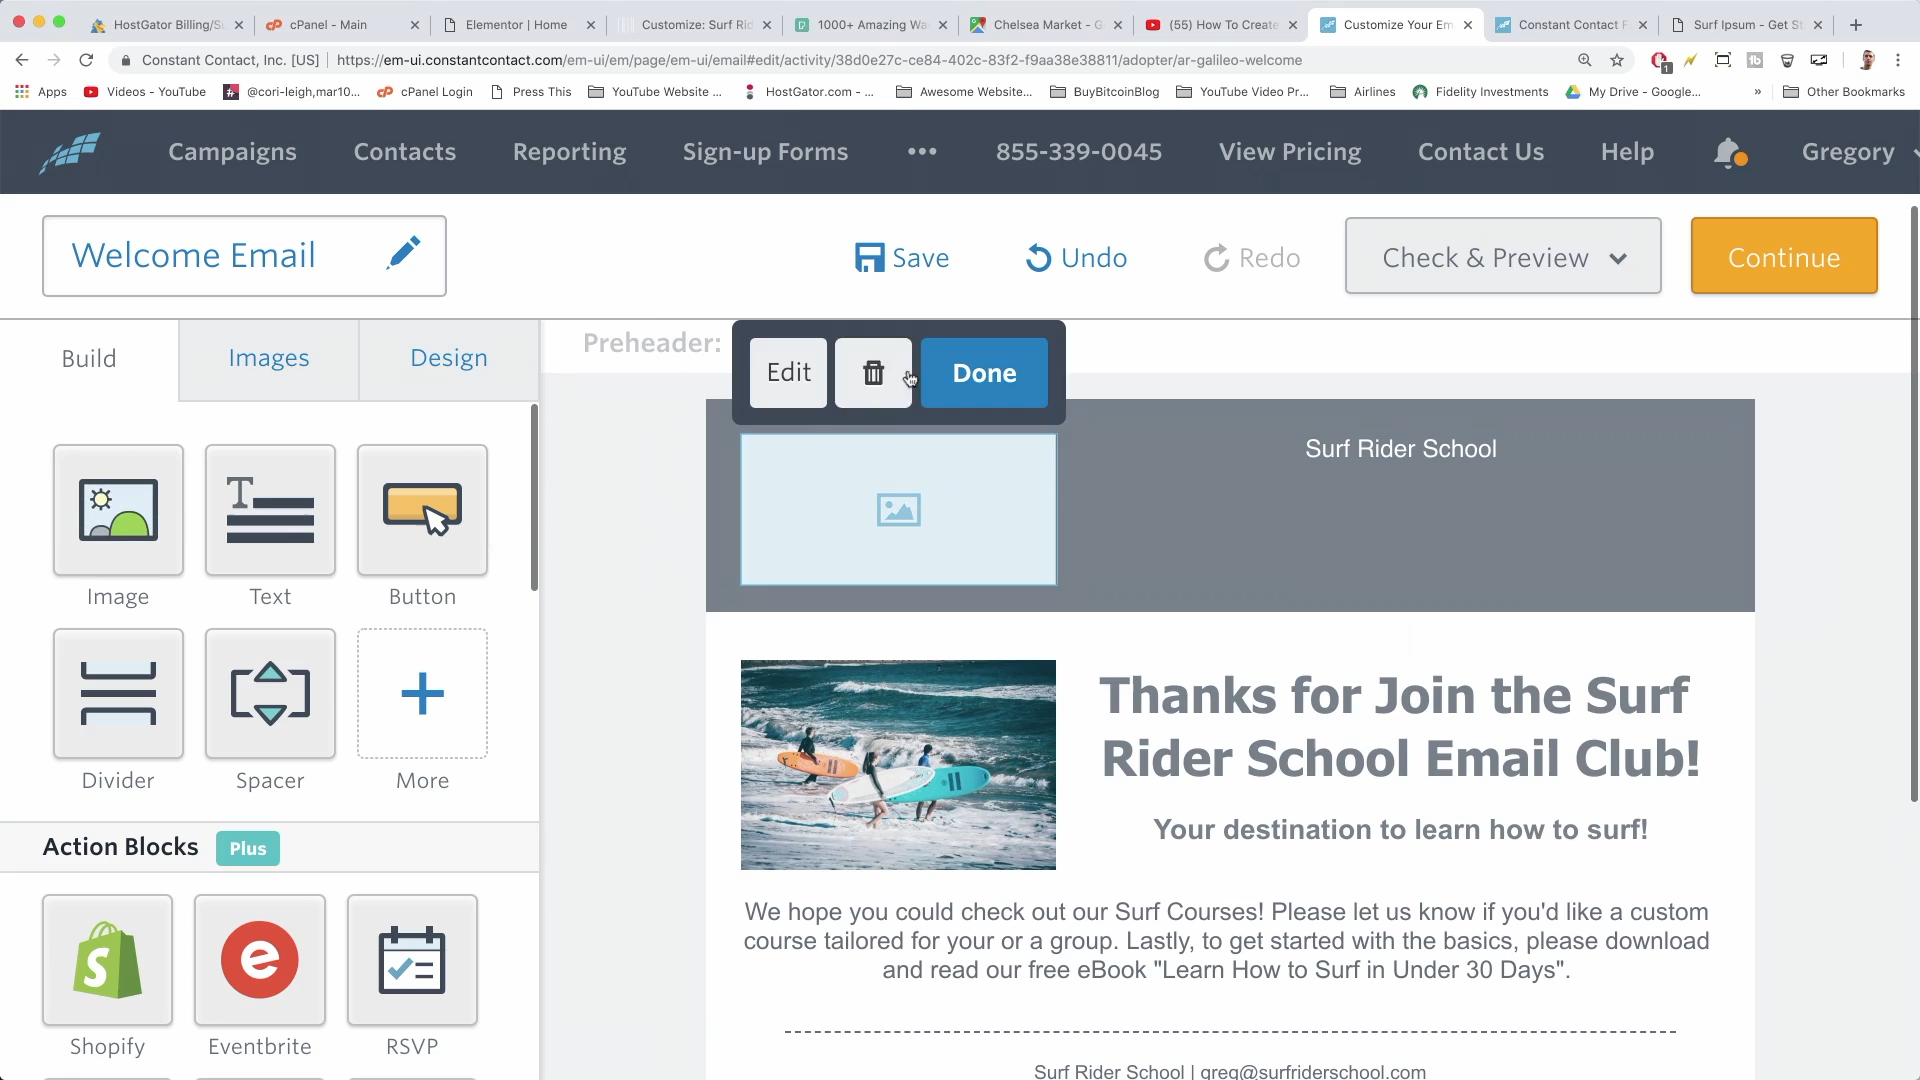 HostGator Billing/Su
cPanel - Main
Elementor | Home
Customize: Surf Rid
1000+ Amazing Wa
Chelsea Market - G
(55) How To Create
Customize Your Em
Constant Contact F
Surf Ipsum - Get St
Constant Contact, Inc. [US] | https://em-ui.constantcontact.com/em-ui/em/page/em-ui/email#edit/activity/38d0e27c-ce84-402c-83f2-f9aa38e38811/adopter/ar-galileo-welcome
Apps Videos - YouTube @cori-leigh,mar10... cPanel Login Press This YouTube Website ... HostGator.com - ... Awesome Website... BuyBitcoinBlog YouTube Video Pr... Airlines Fidelity Investments My Drive - Google... » Other Bookmarks
Campaigns Contacts Reporting Sign-up Forms ••• 855-339-0045 View Pricing Contact Us Help Gregory
Welcome Email
Save Undo Redo Check & Preview Continue
Build Images Design
Preheader:
Edit Done
Surf Rider School
Image Text Button
Divider Spacer More
Thanks for Join the Surf
Rider School Email Club!
Your destination to learn how to surf!
Action Blocks Plus
Shopify Eventbrite RSVP
We hope you could check out our Surf Courses! Please let us know if you'd like a custom
course tailored for your or a group. Lastly, to get started with the basics, please download
and read our free eBook "Learn How to Surf in Under 30 Days".
Surf Rider School | greg@surfriderschool.com